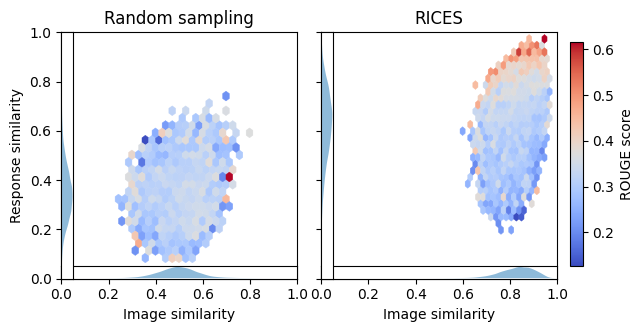 Random sampling
RICES
1.0
0.8
0.6
0.4
0.2
0.0
Response similarity
0.0 0.2 0.4 0.6 0.8 1.0
Image similarity
0.0 0.2 0.4 0.6 0.8 1.0
Image similarity
0.6
0.5
0.4
0.3
0.2
ROUGE score